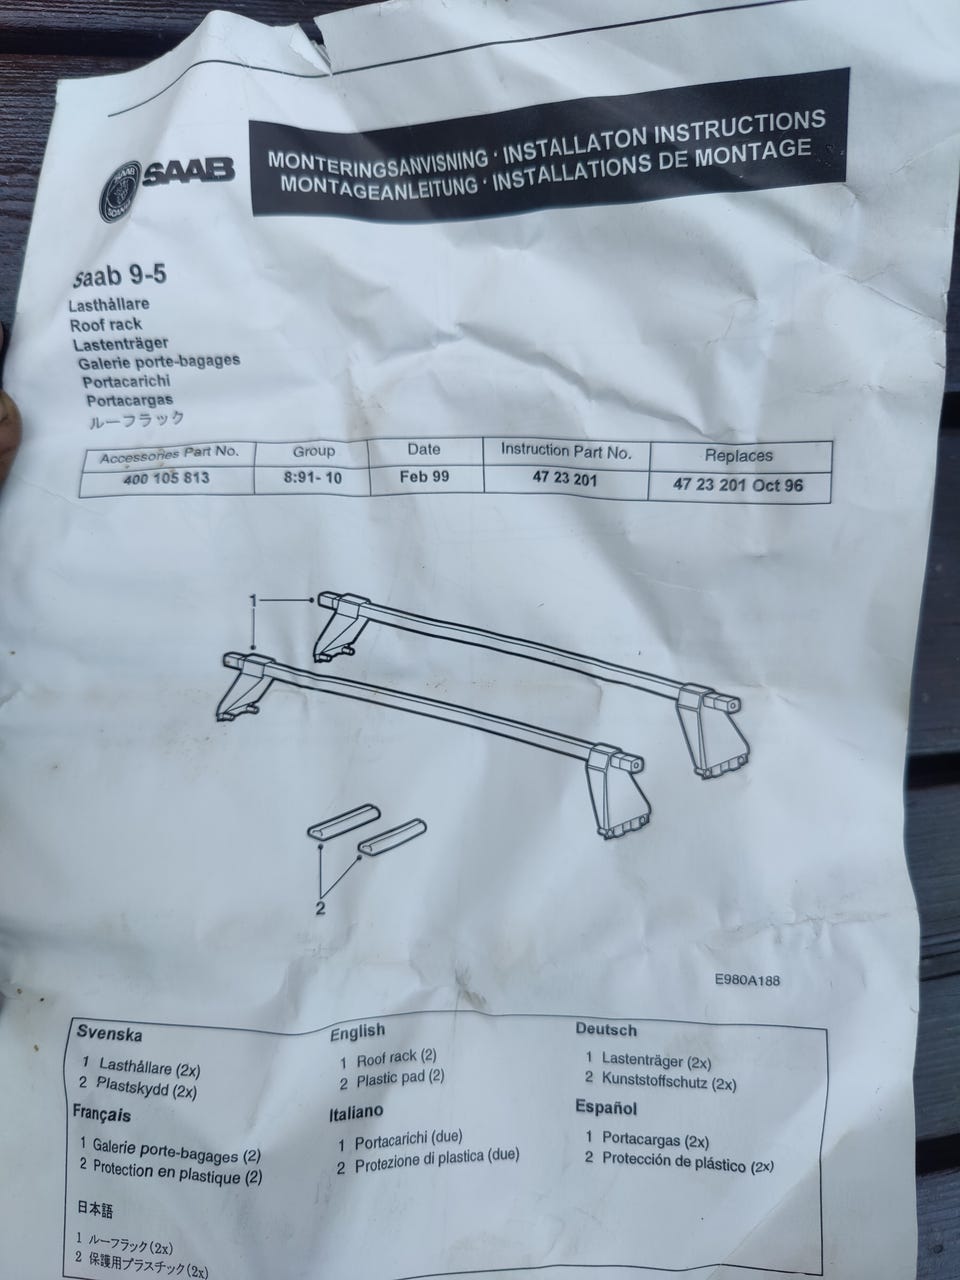 MONTERINGSANVISNING · INSTALLATON INSTRUCTIONS
MONTAGEANLEITUNG · INSTALLATIONS DE MONTAGE
SAAB
SAAB
SCANIA
Saab 9-5
Lasthållare
Roof rack
Lastenträger
Galerie porte-bagages
Portacarichi
Portacargas
ルーフラック
Accessories Part No. Group Date Instruction Part No. Replaces
400 105 813 8:91- 10 Feb 99 47 23 201 47 23 201 Oct 96
1
2
E980A188
Svenska
1 Lasthållare (2x)
2 Plastskydd (2x)
English
1 Roof rack (2)
2 Plastic pad (2)
Deutsch
1 Lastenträger (2x)
2 Kunststoffschutz (2x)
Français
1 Galerie porte-bagages (2)
2 Protection en plastique (2)
Italiano
1 Portacarichi (due)
2 Protezione di plastica (due)
Español
1 Portacargas (2x)
2 Protección de plástico (2x)
日本語
1 ルーフラック(2x)
2 保護用プラスチック(2x)